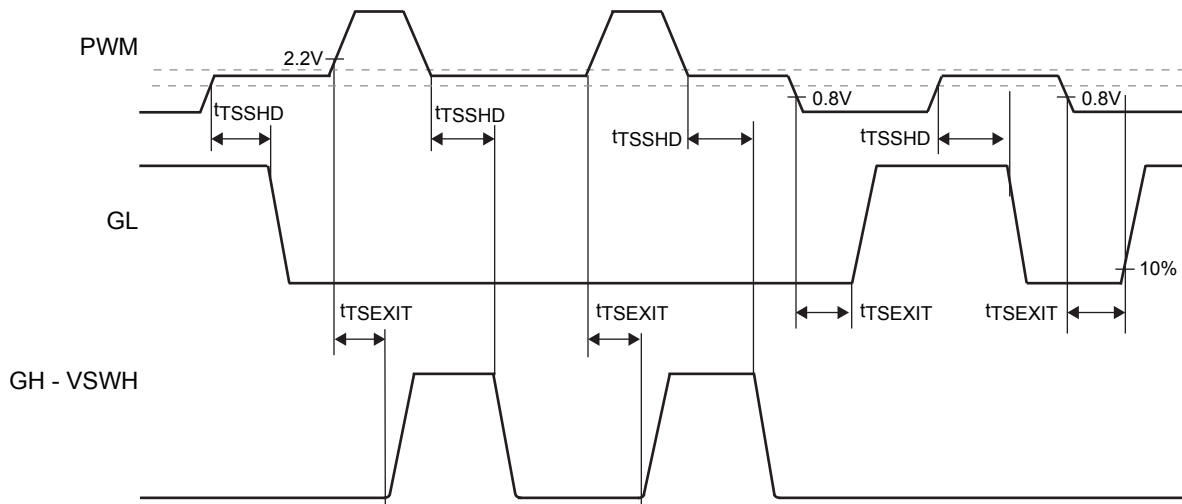 PWM
2.2V
tTSSHD
tTSSHD
tTSSHD
0.8V
tTSSHD
0.8V
GL
10%
tTSEXIT
tTSEXIT
tTSEXIT
tTSEXIT
GH - VSWH